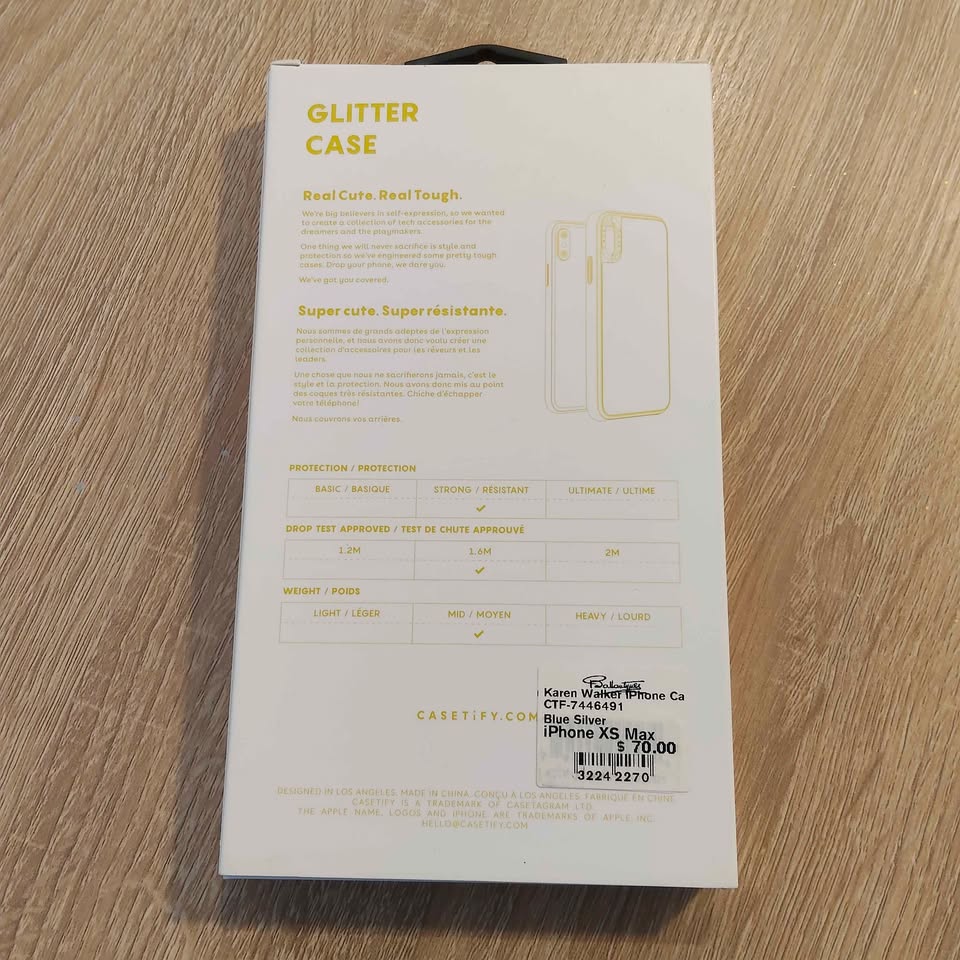 GLITTER
CASE
Real Cute. Real Tough.
We're big believers in self-expression, so we wanted
to create a collection of tech accessories for the
dreamers and the playmakers.
One thing we will never sacrifice is style and
protection so we've engineered some pretty tough
cases. Drop your phone, we dare you.
We've got you covered.
Super cute. Super résistante.
Nous sommes de grands adeptes de l'expression
personnelle, et nous avons donc voulu créer une
collection d'accessoires pour les rêveurs et les
leaders.
Une chose que nous ne sacrifierons jamais, c'est le
style et la protection. Nous avons donc mis au point
des coques très résistantes. Chiche d'échapper
votre téléphone!
Nous couvrons vos arrières.
PROTECTION / PROTECTION
BASIC / BASIQUE STRONG / RÉSISTANT ULTIMATE / ULTIME
DROP TEST APPROVED / TEST DE CHUTE APPROUVÉ
1.2M 1.6M 2M
WEIGHT / POIDS
LIGHT / LÉGER MID / MOYEN HEAVY / LOURD
CASETiFY.COM
Ballantynes
Karen Walker iPhone Ca
CTF-7446491
Blue Silver
iPhone XS Max
$ 70.00
3224 2270
DESIGNED IN LOS ANGELES. MADE IN CHINA. CONÇU À LOS ANGELES. FABRIQUÉ EN CHINE
CASETIFY IS A TRADEMARK OF CASETAGRAM LTD.
THE APPLE NAME, LOGOS AND IPHONE ARE TRADEMARKS OF APPLE, INC.
HELLO@CASETIFY.COM